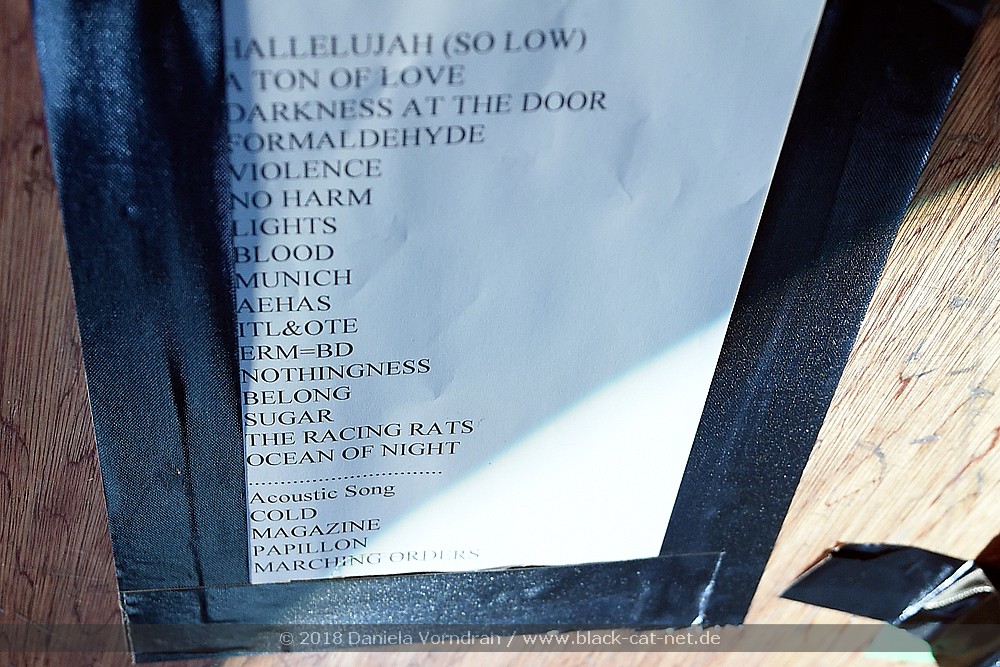 HALLELUJAH (SO LOW)
A TON OF LOVE
DARKNESS AT THE DOOR
FORMALDEHYDE
VIOLENCE
NO HARM
LIGHTS
BLOOD
MUNICH
AEHAS
ITL&OTE
ERM=BD
NOTHINGNESS
BELONG
SUGAR
THE RACING RATS
OCEAN OF NIGHT
..........................................
Acoustic Song
COLD
MAGAZINE
PAPILLON
MARCHING ORDERS
© 2018 Daniela Vorndran / www.black-cat-net.de